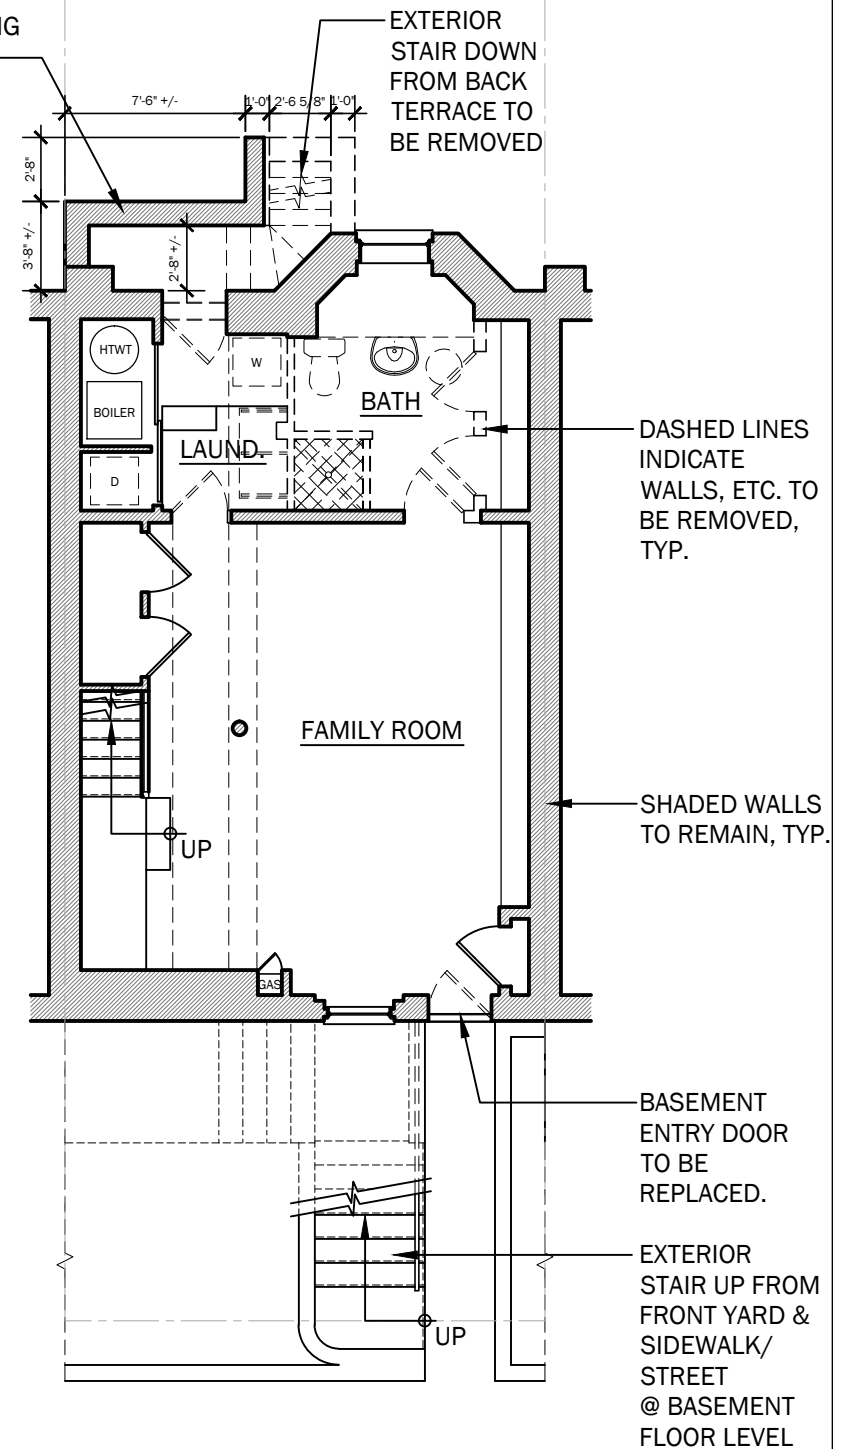 EXTERIOR
STAIR DOWN
FROM BACK
TERRACE TO
BE REMOVED
7'-6" +/-
1'-0"
2'-6 5/8"
1'-0"
2'-8"
3'-8" +/-
2'-8" +/-
HTWT
BOILER
W
D
LAUND.
BATH
DASHED LINES
INDICATE
WALLS, ETC. TO
BE REMOVED,
TYP.
FAMILY ROOM
SHADED WALLS
TO REMAIN, TYP.
UP
GAS
BASEMENT
ENTRY DOOR
TO BE
REPLACED.
EXTERIOR
STAIR UP FROM
FRONT YARD &
SIDEWALK/
STREET
@ BASEMENT
FLOOR LEVEL
UP